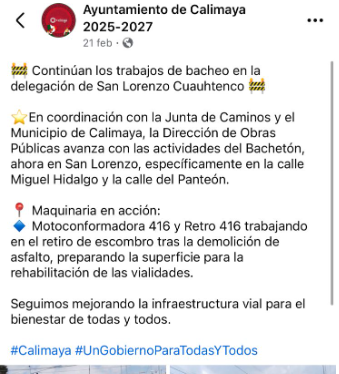 Ayuntamiento de Calimaya
2025-2027
21 feb ·
🚧 Continúan los trabajos de bacheo en la
delegación de San Lorenzo Cuauhtenco 🚧
⭐En coordinación con la Junta de Caminos y el
Municipio de Calimaya, la Dirección de Obras
Públicas avanza con las actividades del Bachetón,
ahora en San Lorenzo, específicamente en la calle
Miguel Hidalgo y la calle del Panteón.
📍 Maquinaria en acción:
🔷 Motoconformadora 416 y Retro 416 trabajando
en el retiro de escombro tras la demolición de
asfalto, preparando la superficie para la
rehabilitación de las vialidades.
Seguimos mejorando la infraestructura vial para el
bienestar de todas y todos.
#Calimaya #UnGobiernoParaTodasYTodos